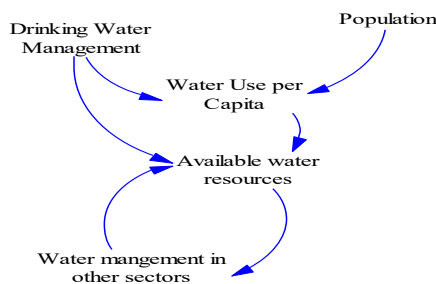 Drinking Water
Management
Population
Water Use per
Capita
Available water
resources
Water mangement in
other sectors